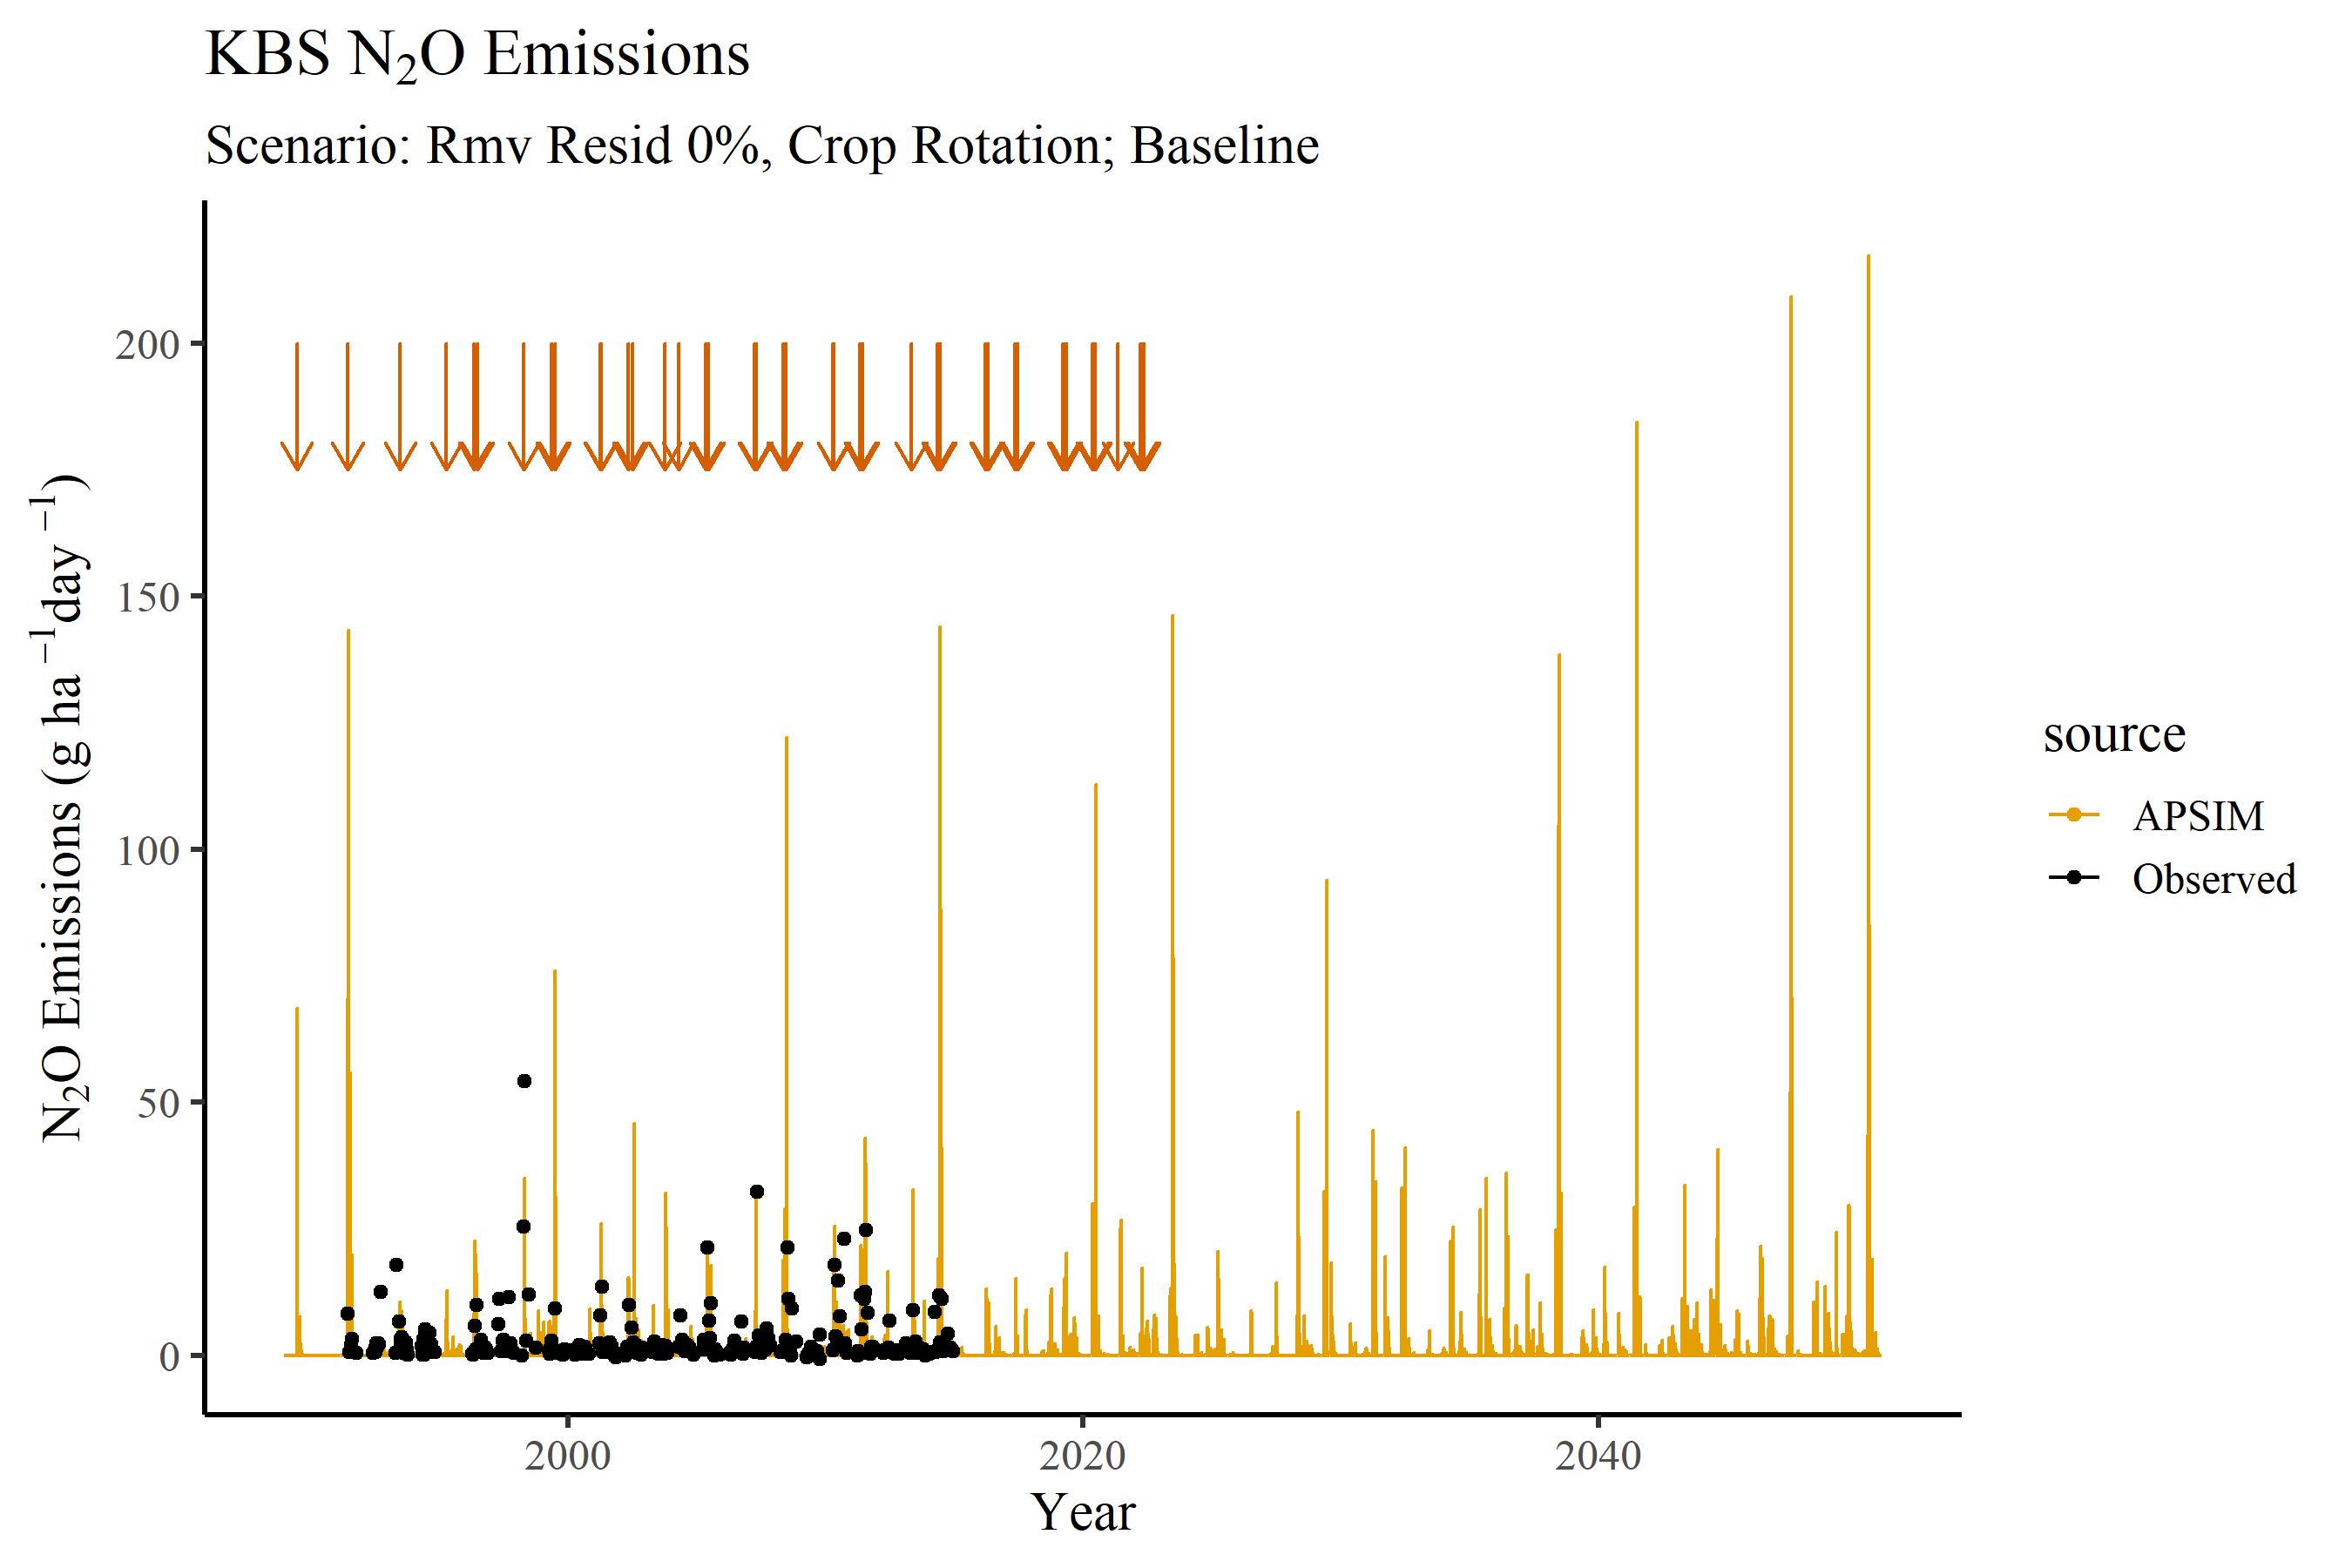 KBS N₂O Emissions
Scenario: Rmv Resid 0%, Crop Rotation; Baseline
N₂O Emissions (g ha ⁻¹day ⁻¹)
200
150
100
50
0
2000
2020
2040
Year
source
APSIM
Observed